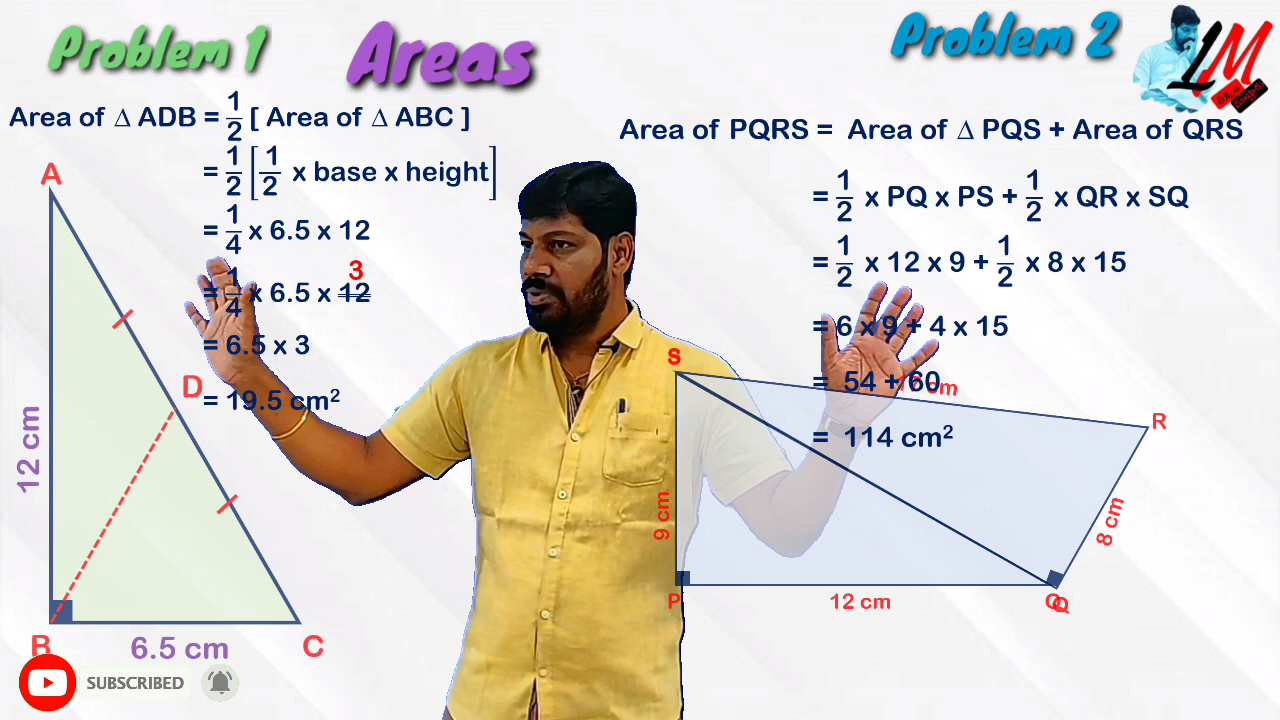 Problem 1
Areas
Problem 2
LM
Area of Δ ADB = 1/2 [ Area of Δ ABC ]
= 1/2 [ 1/2 x base x height ]
= 1/4 x 6.5 x 12
3
= 1/4 x 6.5 x 12
= 6.5 x 3
= 19.5 cm²
A
D
12 cm
B
6.5 cm
C
SUBSCRIBED
Area of PQRS = Area of Δ PQS + Area of QRS
= 1/2 x PQ x PS + 1/2 x QR x SQ
= 1/2 x 12 x 9 + 1/2 x 8 x 15
= 6 x 9 + 4 x 15
= 54 + 60
= 114 cm²
S
cm
R
9 cm
8 cm
P
12 cm
Q
Q